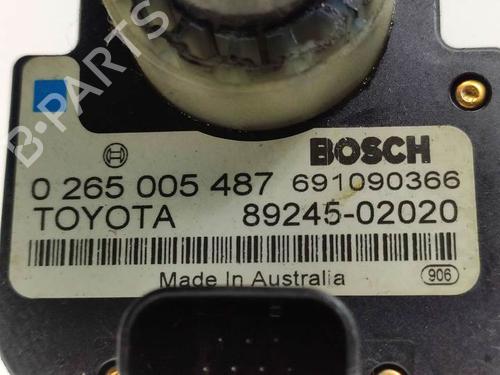 B-PARTS
BOSCH
0 265 005 487 691090366
TOYOTA 89245-02020
Made In Australia
906